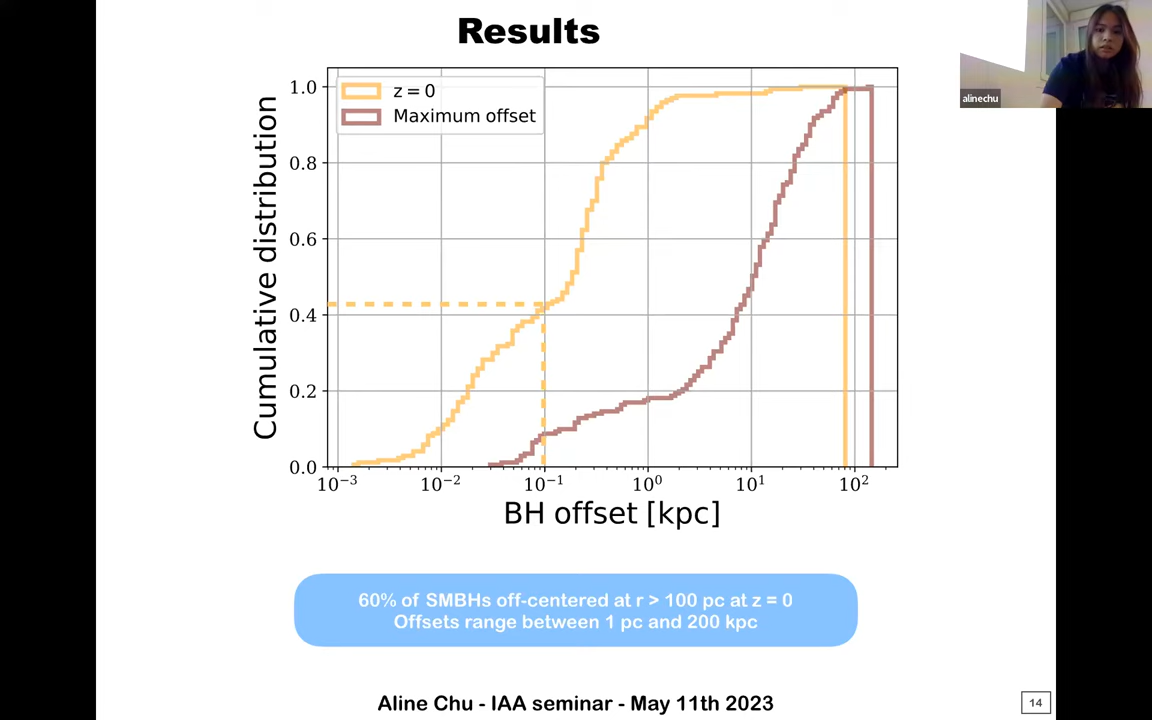 Results
alinechu
z = 0
Maximum offset
Cumulative distribution
1.0
0.8
0.6
0.4
0.2
0.0
10⁻³ 10⁻² 10⁻¹ 10⁰ 10¹ 10²
BH offset [kpc]
60% of SMBHs off-centered at r > 100 pc at z = 0
Offsets range between 1 pc and 200 kpc
Aline Chu - IAA seminar - May 11th 2023
14